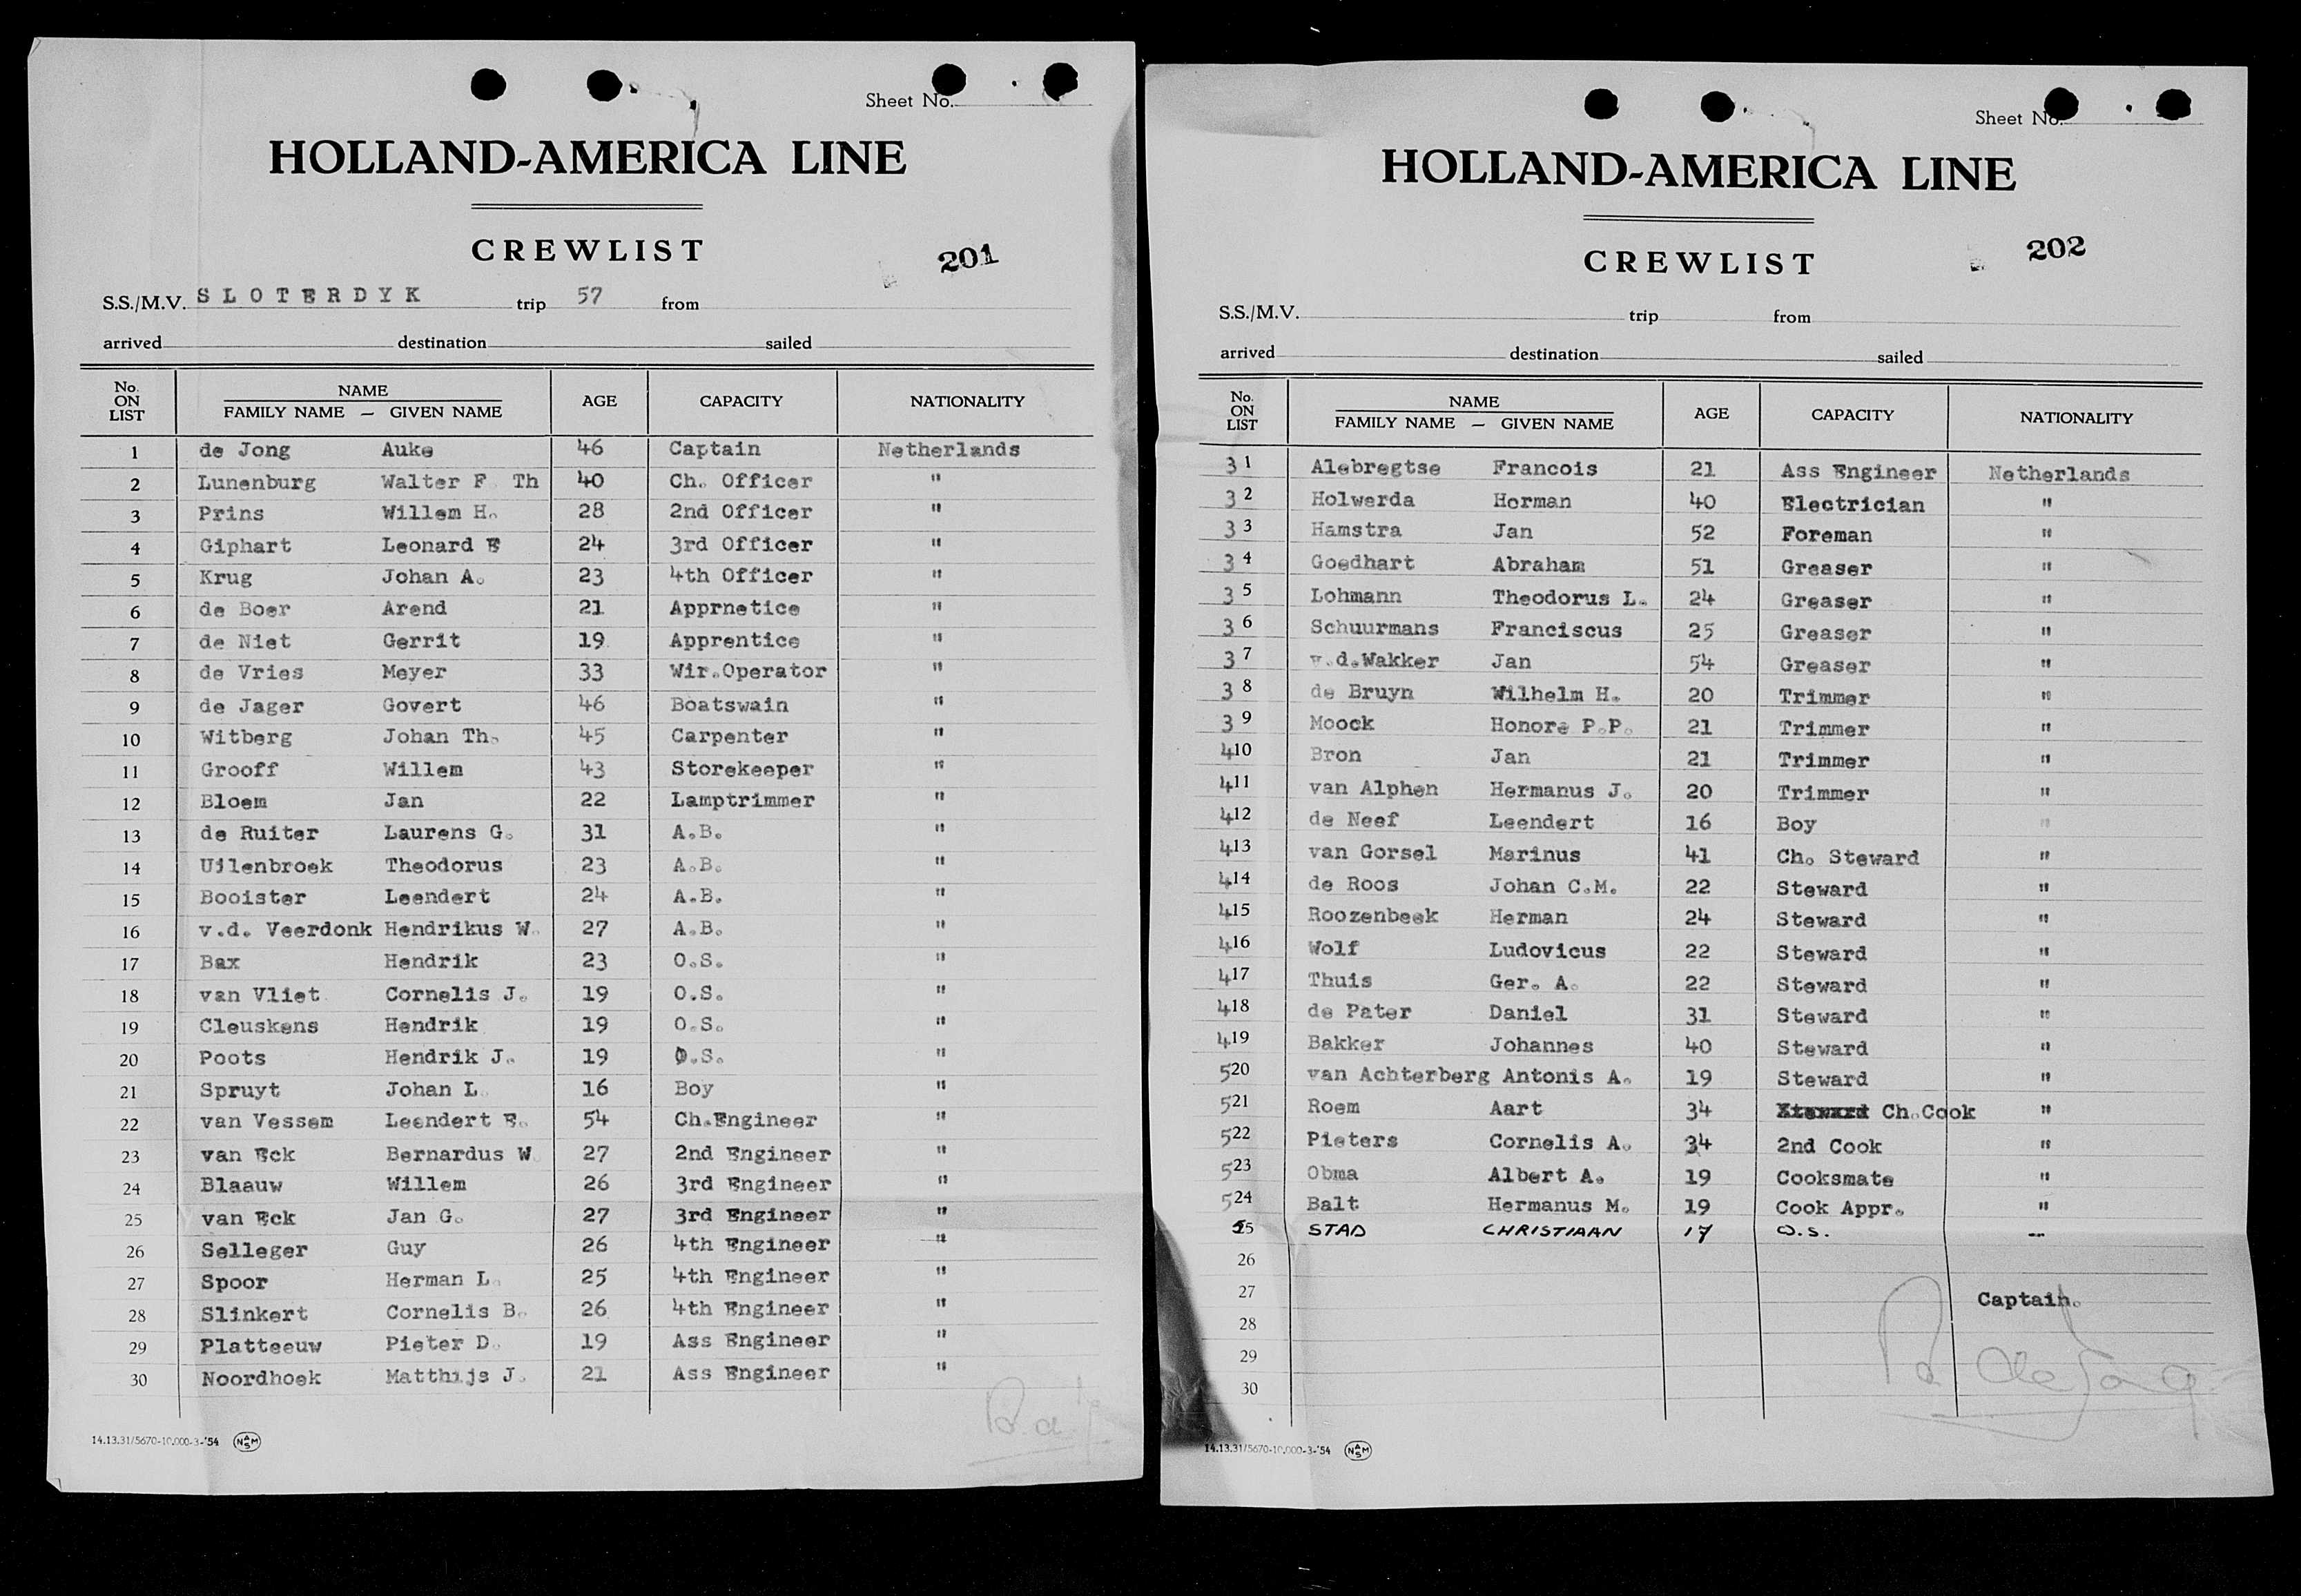 Sheet No.
HOLLAND-AMERICA LINE
CREWLIST
201
S.S./M.V. SLOTERDYK trip 57 from
arrived destination sailed
No. ON LIST NAME FAMILY NAME — GIVEN NAME AGE CAPACITY NATIONALITY
1 de Jong Auke 46 Captain Netherlands
2 Lunenburg Walter F Th 40 Ch. Officer "
3 Prins Willem H. 28 2nd Officer "
4 Giphart Leonard E 24 3rd Officer "
5 Krug Johan A. 23 4th Officer "
6 de Boer Arend 21 Apprnetice "
7 de Niet Gerrit 19 Apprentice "
8 de Vries Meyer 33 Wir.Operator "
9 de Jager Govert 46 Boatswain "
10 Witberg Johan Th. 45 Carpenter "
11 Grooff Willem 43 Storekeeper "
12 Bloem Jan 22 Lamptrimmer "
13 de Ruiter Laurens G. 31 A.B. "
14 Uilenbroek Theodorus 23 A.B. "
15 Booister Leendert 24 A.B. "
16 v.d. Veerdonk Hendrikus W. 27 A.B. "
17 Bax Hendrik 23 O.S. "
18 van Vliet Cornelis J. 19 O.S. "
19 Cleuskens Hendrik 19 O.S. "
20 Poots Hendrik J. 19 O.S. "
21 Spruyt Johan L. 16 Boy "
22 van Vessem Leendert E. 54 Ch.Engineer "
23 van Eck Bernardus W. 27 2nd Engineer "
24 Blaauw Willem 26 3rd Engineer "
25 van Eck Jan G. 27 3rd Engineer "
26 Selleger Guy 26 4th Engineer "
27 Spoor Herman L. 25 4th Engineer "
28 Slinkert Cornelis B. 26 4th Engineer "
29 Platteeuw Pieter D. 19 Ass Engineer "
30 Noordhoek Matthijs J. 21 Ass Engineer "
14.13.31/5670-10.000-3-'54 NASM
Sheet No.
HOLLAND-AMERICA LINE
CREWLIST
202
S.S./M.V. trip from
arrived destination sailed
No. ON LIST NAME FAMILY NAME — GIVEN NAME AGE CAPACITY NATIONALITY
31 Alebregtse Francois 21 Ass Engineer Netherlands
32 Holwerda Herman 40 Electrician "
33 Hamstra Jan 52 Foreman "
34 Goedhart Abraham 51 Greaser "
35 Lohmann Theodorus L. 24 Greaser "
36 Schuurmans Franciscus 25 Greaser "
37 v.d.Wakker Jan 54 Greaser "
38 de Bruyn Wilhelm H. 20 Trimmer "
39 Moock Honore P.P. 21 Trimmer "
410 Bron Jan 21 Trimmer "
411 van Alphen Hermanus J. 20 Trimmer "
412 de Neef Leendert 16 Boy "
413 van Gorsel Marinus 41 Ch. Steward "
414 de Roos Johan C.M. 22 Steward "
415 Roozenbeek Herman 24 Steward "
416 Wolf Ludovicus 22 Steward "
417 Thuis Ger. A. 22 Steward "
418 de Pater Daniel 31 Steward "
419 Bakker Johannes 40 Steward "
520 van Achterberg Antonis A. 19 Steward "
521 Roem Aart 34 Ch.Cook "
522 Pieters Cornelis A. 34 2nd Cook "
523 Obma Albert A. 19 Cooksmate "
524 Balt Hermanus M. 19 Cook Appr. "
55 STAD CHRISTIAAN 17 O.S. "
26
27 Captain.
28
29
30
de Jong
14.13.31/5670-10.000-3-'54 NASM